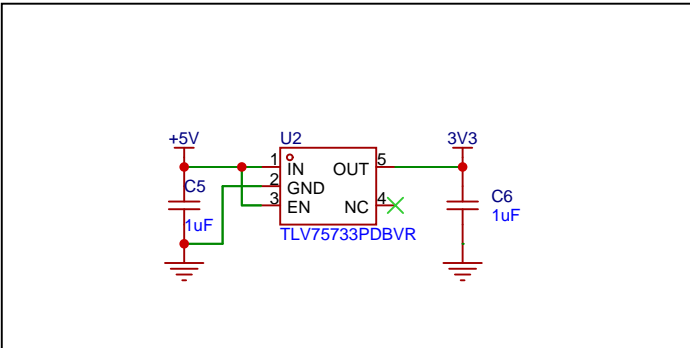 +5V
U2
3V3
1
IN
OUT
5
2
GND
3
EN
NC
4
C5
1uF
C6
1uF
TLV75733PDBVR